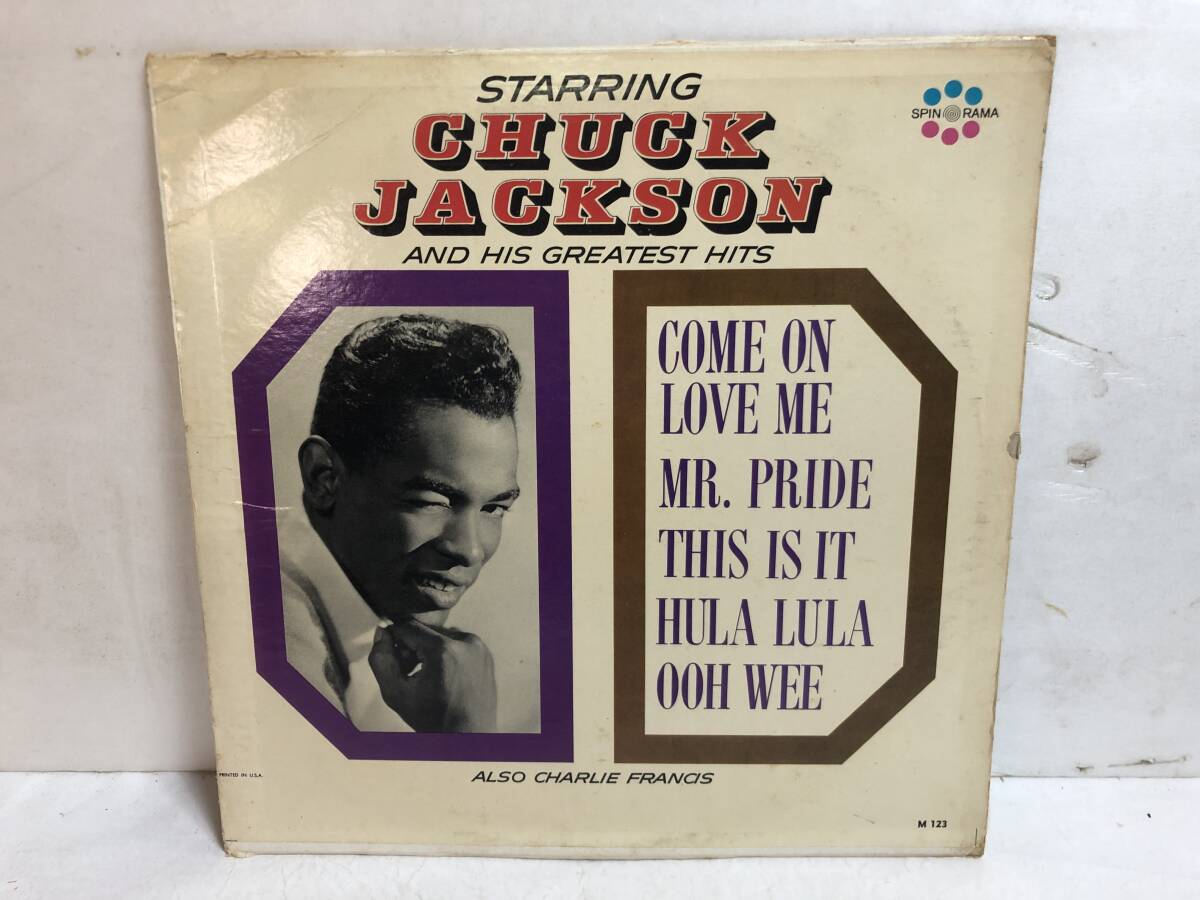 STARRING
CHUCK
JACKSON
AND HIS GREATEST HITS
SPIN O RAMA
COME ON
LOVE ME
MR. PRIDE
THIS IS IT
HULA LULA
OOH WEE
PRINTED IN U.S.A.
ALSO CHARLIE FRANCIS
M 123